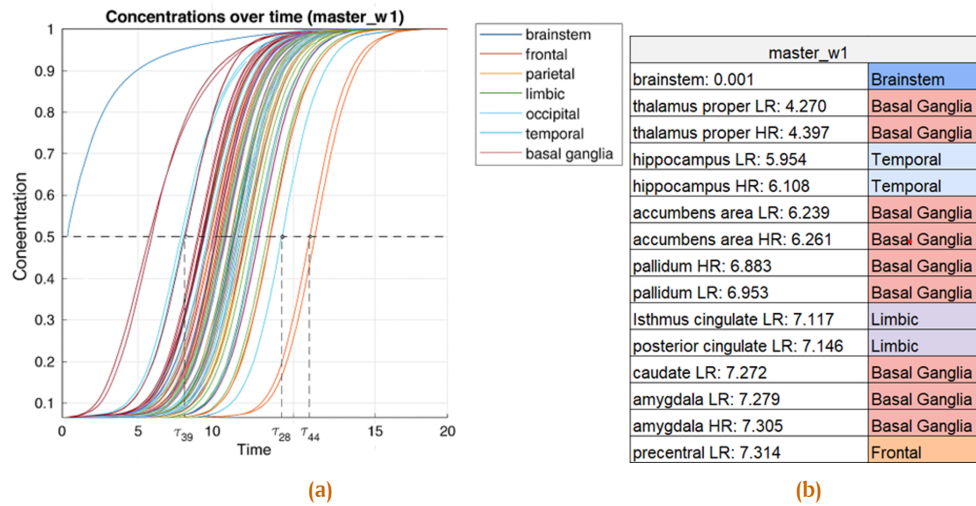 Concentrations over time (master_w1)
1
0.9
0.8
0.7
0.6
0.5
0.4
0.3
0.2
0.1
Concentration
0 5 τ39 10 τ28 τ44 15 20
Time
brainstem
frontal
parietal
limbic
occipital
temporal
basal ganglia
(a)
master_w1
brainstem: 0.001 Brainstem
thalamus proper LR: 4.270 Basal Ganglia
thalamus proper HR: 4.397 Basal Ganglia
hippocampus LR: 5.954 Temporal
hippocampus HR: 6.108 Temporal
accumbens area LR: 6.239 Basal Ganglia
accumbens area HR: 6.261 Basal Ganglia
pallidum HR: 6.883 Basal Ganglia
pallidum LR: 6.953 Basal Ganglia
Isthmus cingulate LR: 7.117 Limbic
posterior cingulate LR: 7.146 Limbic
caudate LR: 7.272 Basal Ganglia
amygdala LR: 7.279 Basal Ganglia
amygdala HR: 7.305 Basal Ganglia
precentral LR: 7.314 Frontal
(b)